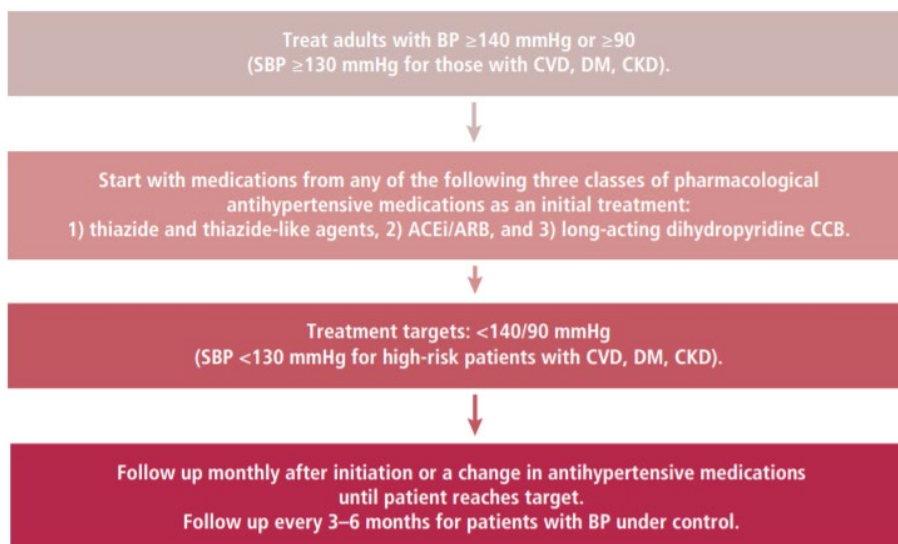 Treat adults with BP ≥140 mmHg or ≥90
(SBP ≥130 mmHg for those with CVD, DM, CKD).
Start with medications from any of the following three classes of pharmacological
antihypertensive medications as an initial treatment:
1) thiazide and thiazide-like agents, 2) ACEi/ARB, and 3) long-acting dihydropyridine CCB.
Treatment targets: <140/90 mmHg
(SBP <130 mmHg for high-risk patients with CVD, DM, CKD).
Follow up monthly after initiation or a change in antihypertensive medications
until patient reaches target.
Follow up every 3–6 months for patients with BP under control.